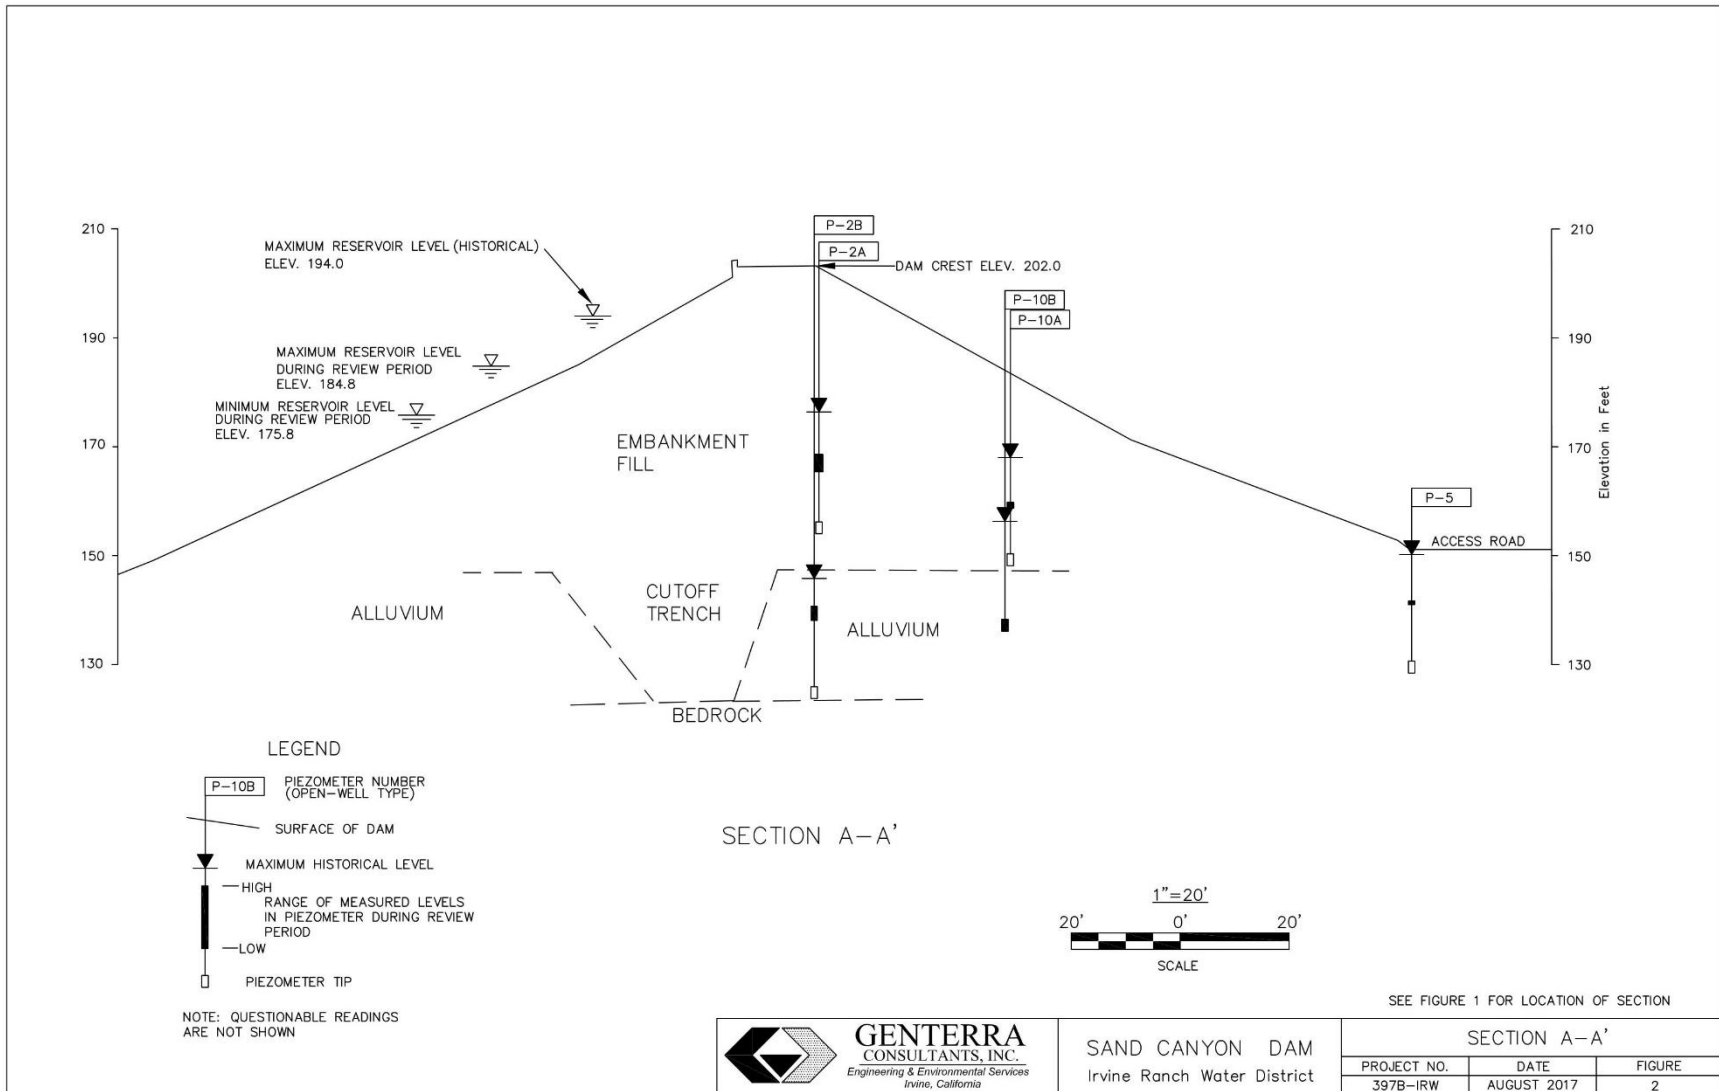 210
190
170
150
130
MAXIMUM RESERVOIR LEVEL (HISTORICAL)
ELEV. 194.0
MAXIMUM RESERVOIR LEVEL
DURING REVIEW PERIOD
ELEV. 184.8
MINIMUM RESERVOIR LEVEL
DURING REVIEW PERIOD
ELEV. 175.8
P-2B
P-2A
DAM CREST ELEV. 202.0
P-10B
P-10A
P-5
ACCESS ROAD
210
190
170
150
130
Elevation in Feet
EMBANKMENT
FILL
ALLUVIUM
CUTOFF
TRENCH
ALLUVIUM
BEDROCK
LEGEND
P-10B
PIEZOMETER NUMBER
(OPEN-WELL TYPE)
SURFACE OF DAM
MAXIMUM HISTORICAL LEVEL
HIGH
RANGE OF MEASURED LEVELS
IN PIEZOMETER DURING REVIEW
PERIOD
LOW
PIEZOMETER TIP
NOTE: QUESTIONABLE READINGS
ARE NOT SHOWN
SECTION A-A'
1"=20'
20' 0' 20'
SCALE
SEE FIGURE 1 FOR LOCATION OF SECTION
GENTERRA
CONSULTANTS, INC.
Engineering & Environmental Services
Irvine, California
SAND CANYON DAM
Irvine Ranch Water District
SECTION A-A'
PROJECT NO. DATE FIGURE
397B-IRW AUGUST 2017 2